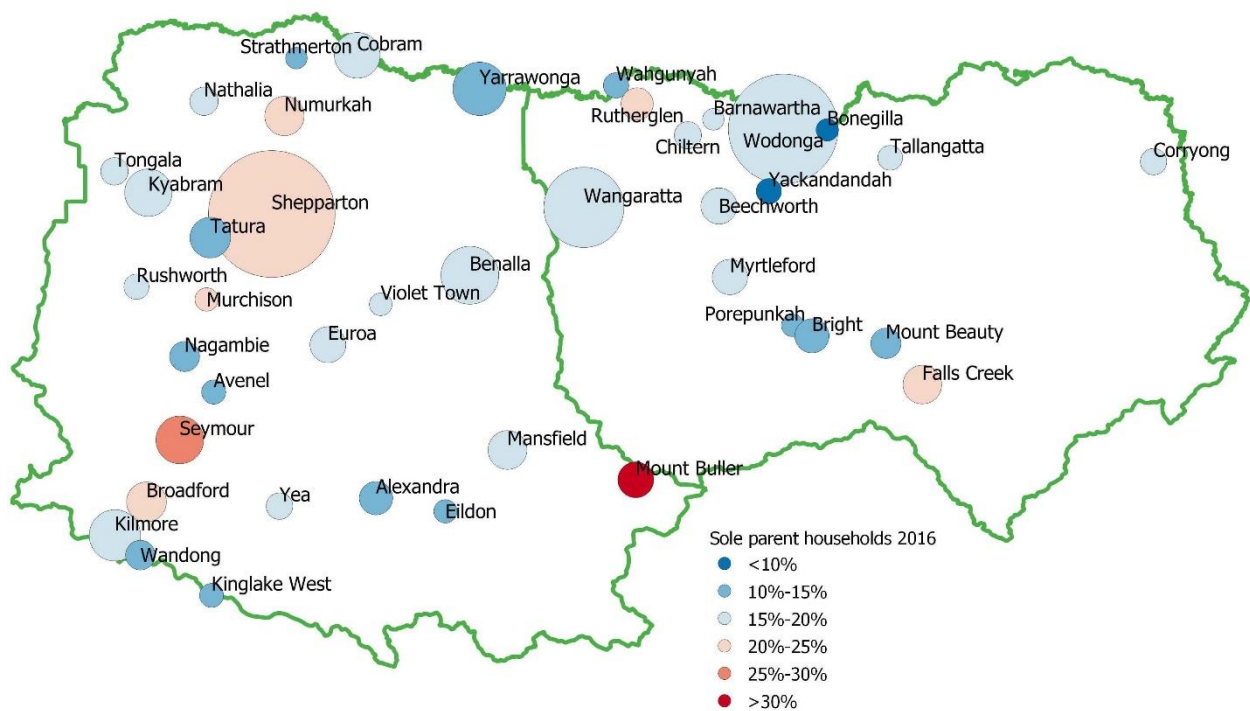 Strathmerton
Cobram
Yarrawonga
Wahgunyah
Nathalia
Numurkah
Rutherglen
Barnawartha
Bonegilla
Chiltern
Wodonga
Tallangatta
Corryong
Tongala
Kyabram
Shepparton
Wangaratta
Yackandandah
Beechworth
Tatura
Benalla
Myrtleford
Rushworth
Murchison
Violet Town
Porepunkah
Bright
Mount Beauty
Euroa
Nagambie
Avenel
Falls Creek
Seymour
Mansfield
Mount Buller
Broadford
Yea
Alexandra
Eildon
Kilmore
Wandong
Kinglake West
Sole parent households 2016
<10%
10%-15%
15%-20%
20%-25%
25%-30%
>30%